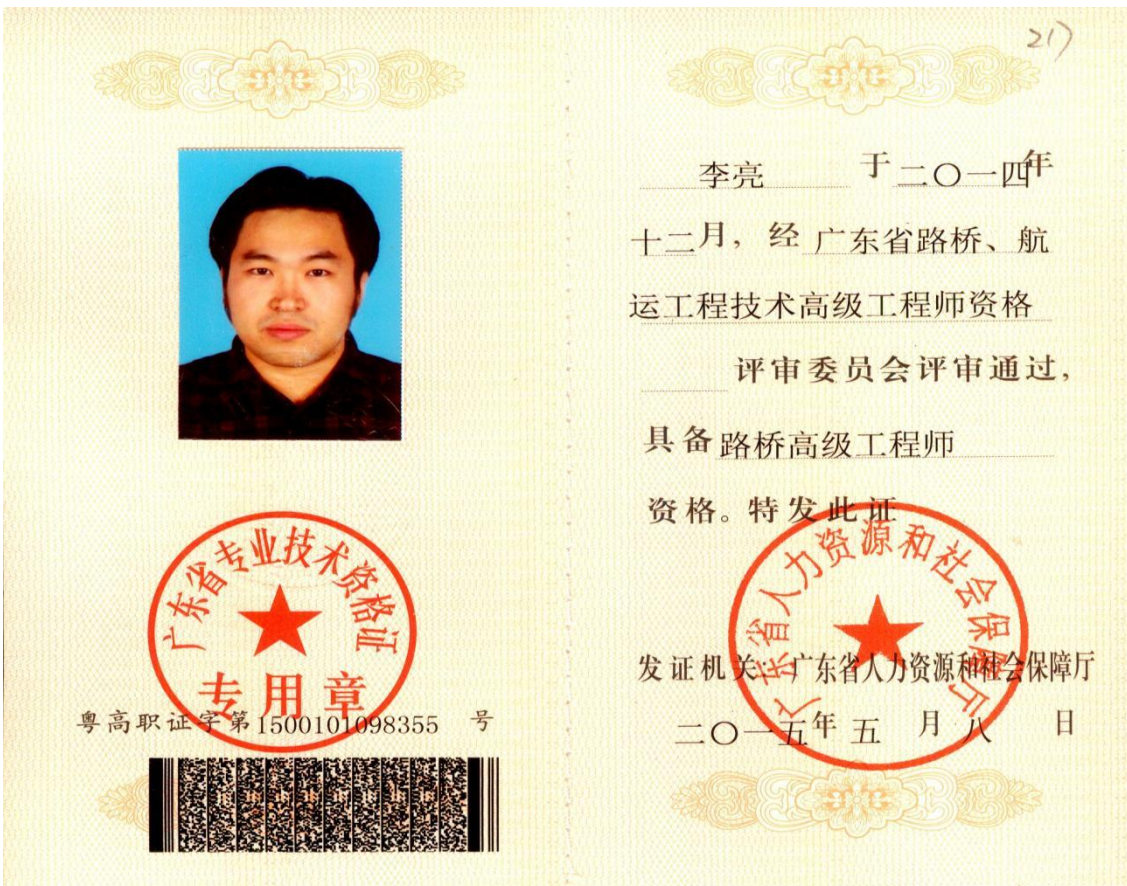 广东省专业技术资格证
专用章
粤高职证字第1500101098355 号
21)
李亮 于二〇一四年
十二月，经广东省路桥、航
运工程技术高级工程师资格
评审委员会评审通过，
具备路桥高级工程师
资格。特发此证
广东省人力资源和社会保障厅
发证机关：广东省人力资源和社会保障厅
二〇一五年五月八日